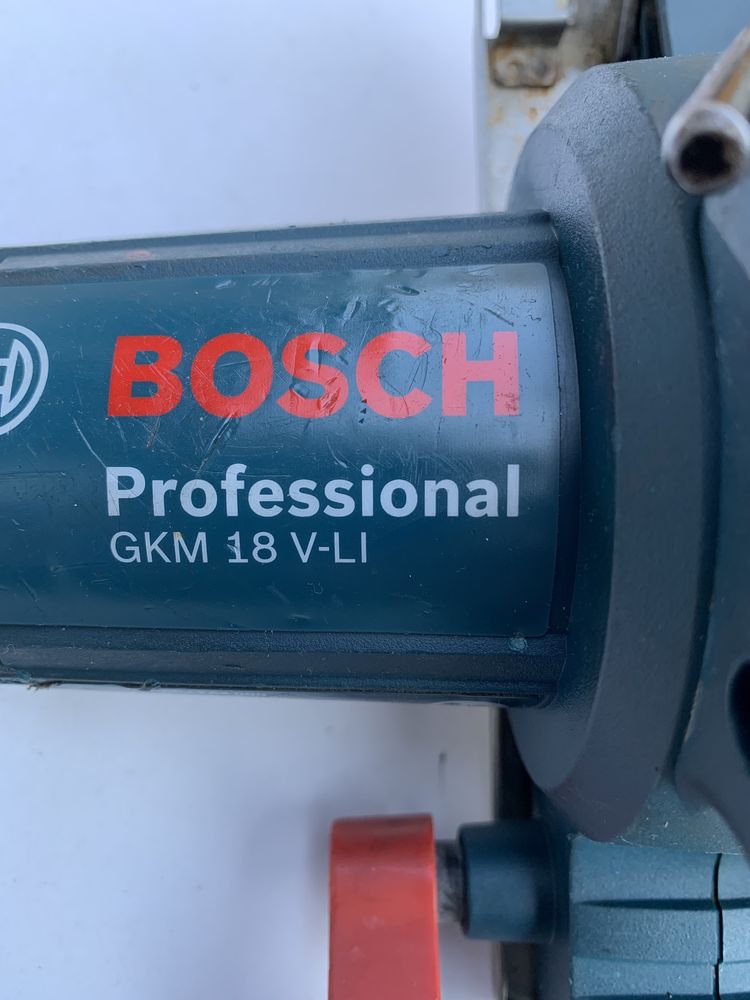 BOSCH
Professional
GKM 18 V-LI